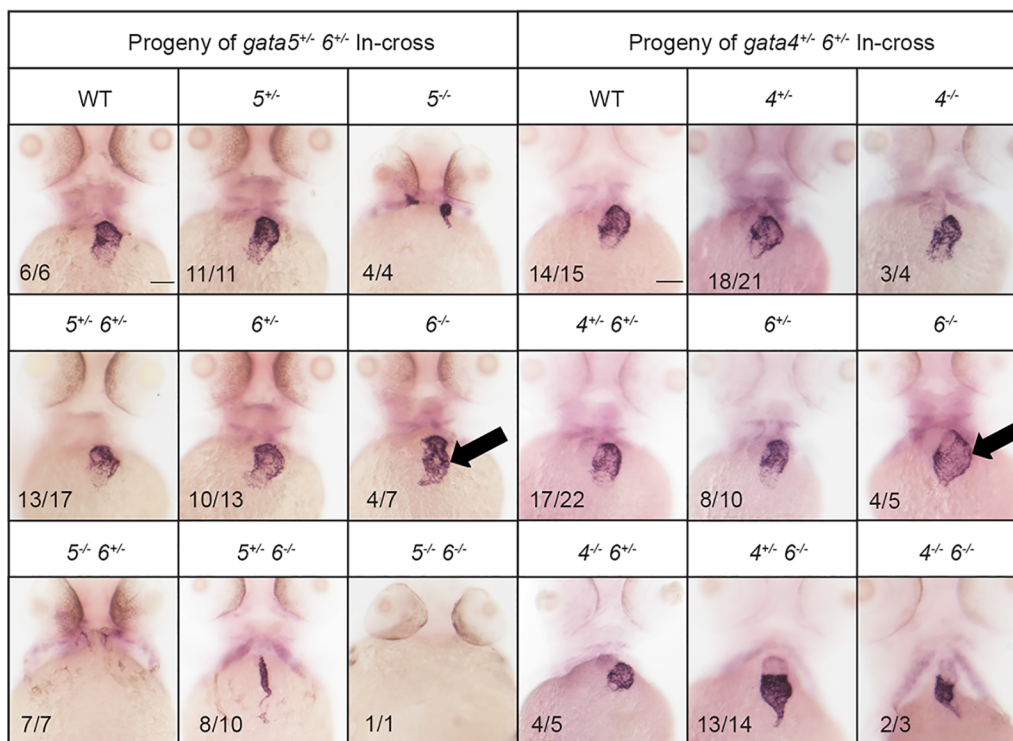 Progeny of gata5+/- 6+/- In-cross Progeny of gata4+/- 6+/- In-cross
WT 5+/- 5-/- WT 4+/- 4-/-
6/6 11/11 4/4 14/15 18/21 3/4
5+/- 6+/- 6+/- 6-/- 4+/- 6+/- 6+/- 6-/-
13/17 10/13 4/7 17/22 8/10 4/5
5-/- 6+/- 5+/- 6-/- 5-/- 6-/- 4-/- 6+/- 4+/- 6-/- 4-/- 6-/-
7/7 8/10 1/1 4/5 13/14 2/3